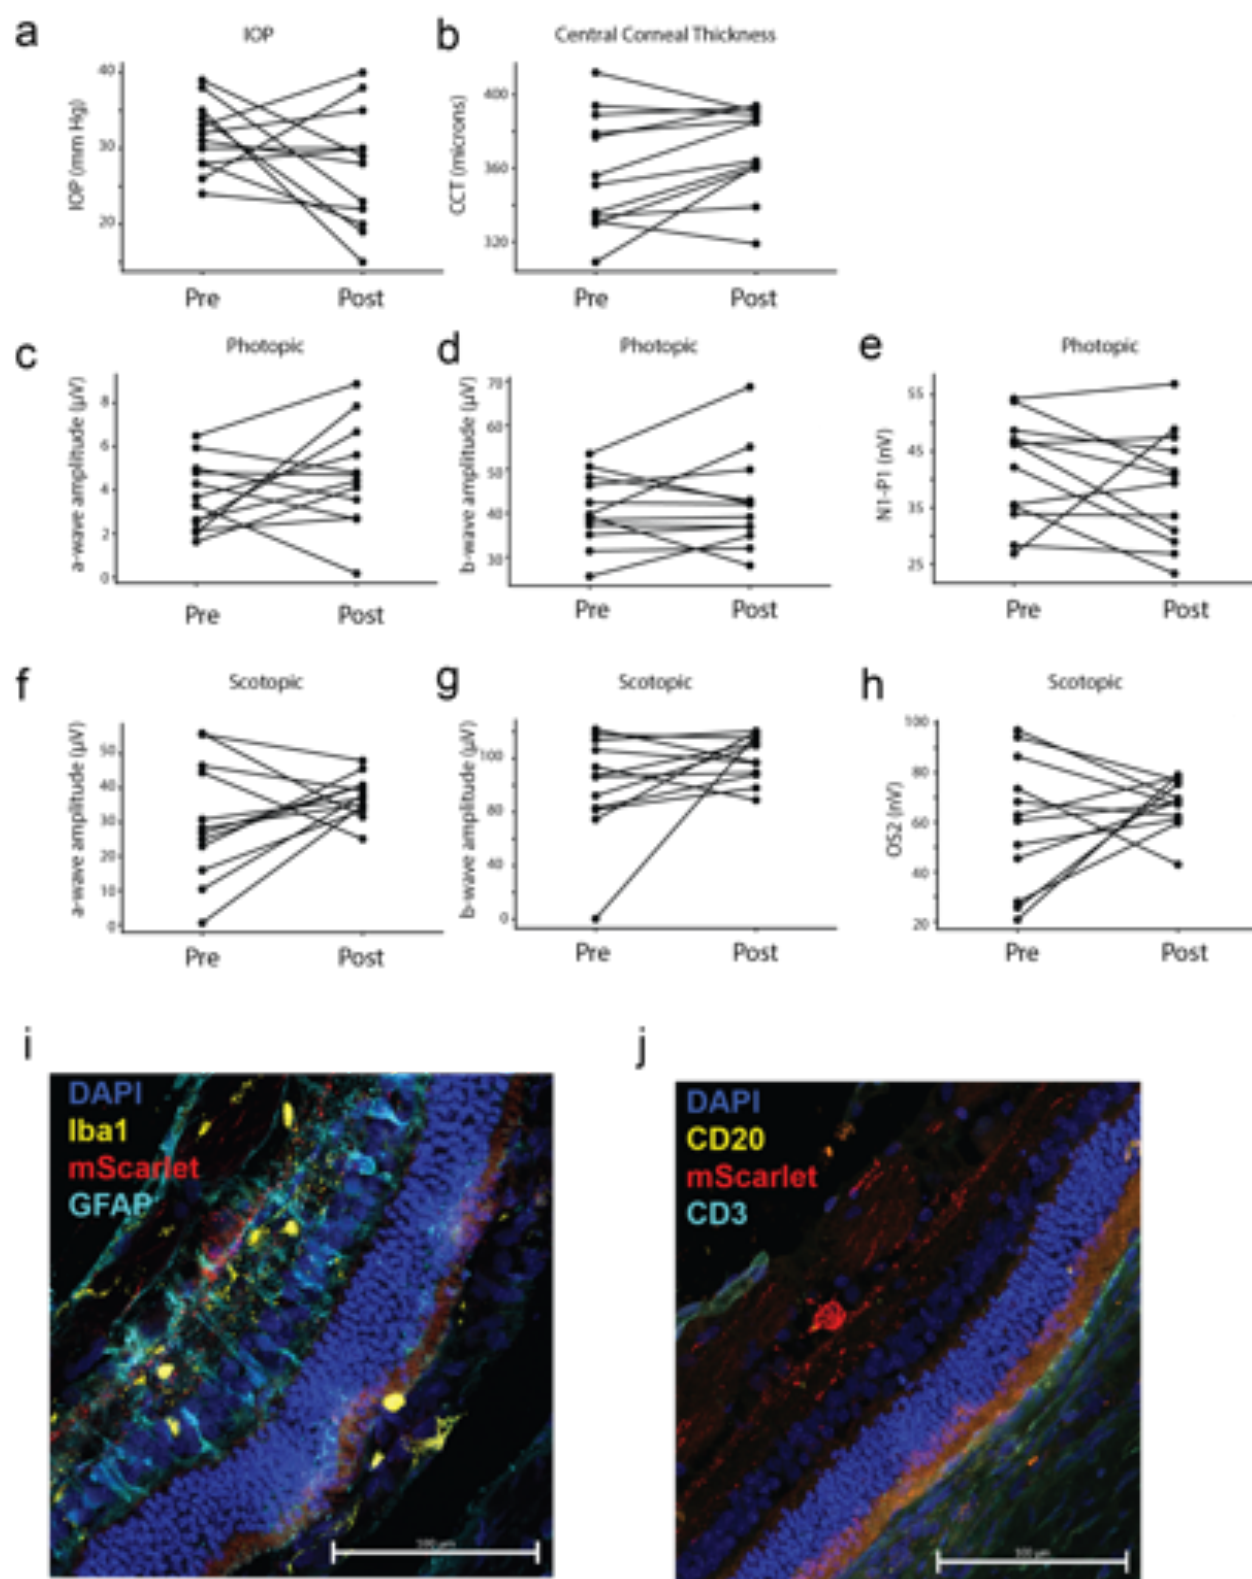 a
IOP
IOP (mm Hg)
40
30
20
Pre
Post
b
Central Corneal Thickness
CCT (microns)
400
360
320
Pre
Post
c
Photopic
a-wave amplitude (µV)
8
6
4
2
0
Pre
Post
d
Photopic
b-wave amplitude (µV)
70
50
40
30
Pre
Post
e
Photopic
N1-P1 (nV)
55
45
35
25
Pre
Post
f
Scotopic
a-wave amplitude (µV)
50
40
30
20
10
0
Pre
Post
g
Scotopic
b-wave amplitude (µV)
100
80
40
0
Pre
Post
h
Scotopic
OS2 (nV)
100
80
60
40
20
Pre
Post
i
DAPI
Iba1
mScarlet
GFAP
100 µm
j
DAPI
CD20
mScarlet
CD3
100 µm